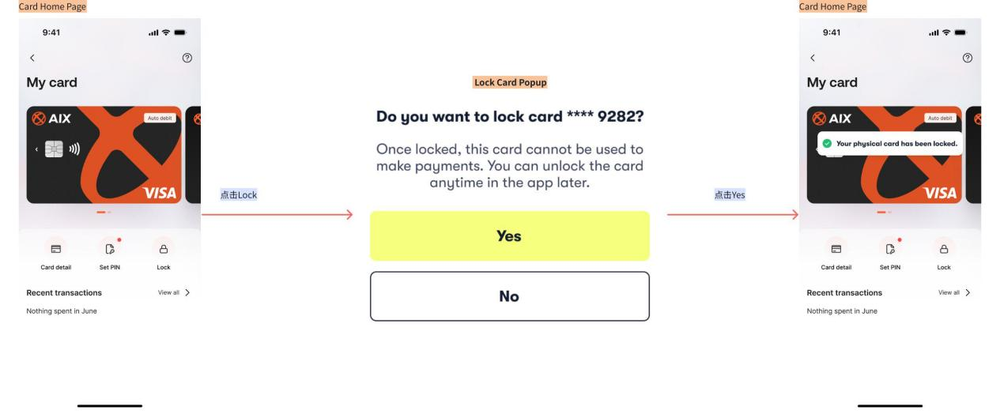 Card Home Page
9:41
My card
AIX
Auto debit
VISA
Card detail
Set PIN
Lock
Recent transactions
View all
Nothing spent in June
点击Lock
Lock Card Popup
Do you want to lock card **** 9282?
Once locked, this card cannot be used to
make payments. You can unlock the card
anytime in the app later.
Yes
No
点击Yes
Card Home Page
9:41
My card
AIX
Auto debit
Your physical card has been locked.
VISA
Card detail
Set PIN
Lock
Recent transactions
View all
Nothing spent in June